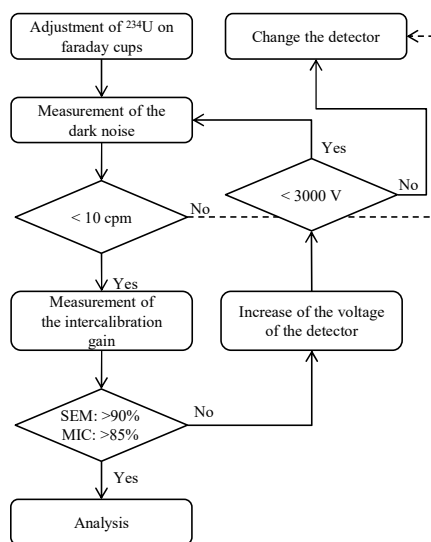 Adjustment of ²³⁴U on
faraday cups
Change the detector
Measurement of the
dark noise
Yes
< 3000 V
No
< 10 cpm
No
Yes
Measurement of
the intercalibration
gain
Increase of the voltage
of the detector
SEM: >90%
MIC: >85%
No
Yes
Analysis